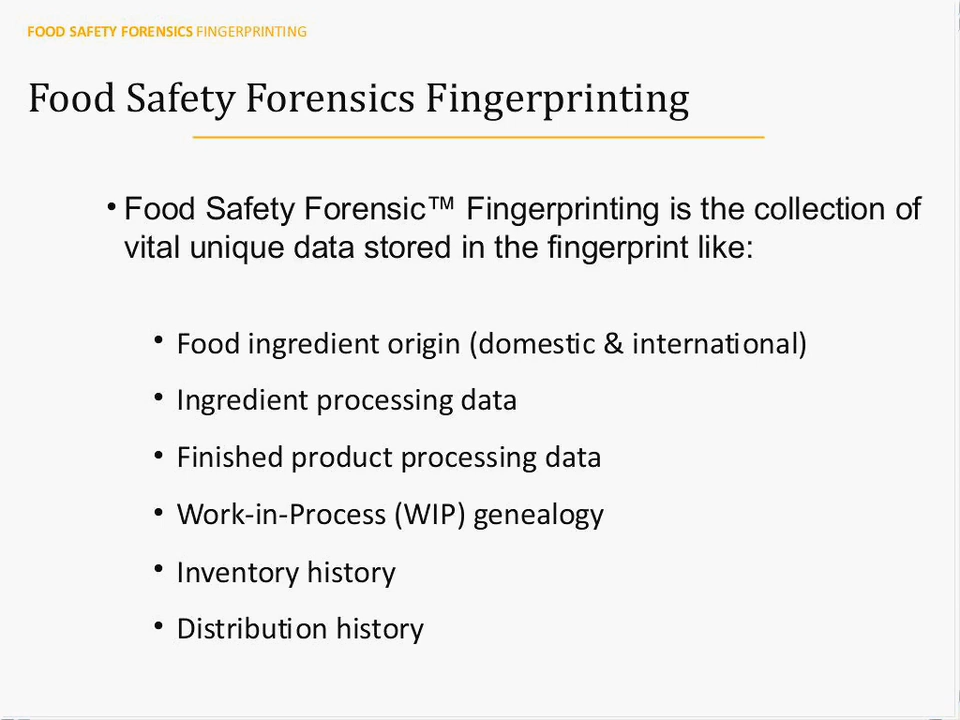 FOOD SAFETY FORENSICS FINGERPRINTING
Food Safety Forensics Fingerprinting
• Food Safety Forensic™ Fingerprinting is the collection of
vital unique data stored in the fingerprint like:
• Food ingredient origin (domestic & international)
• Ingredient processing data
• Finished product processing data
• Work-in-Process (WIP) genealogy
• Inventory history
• Distribution history